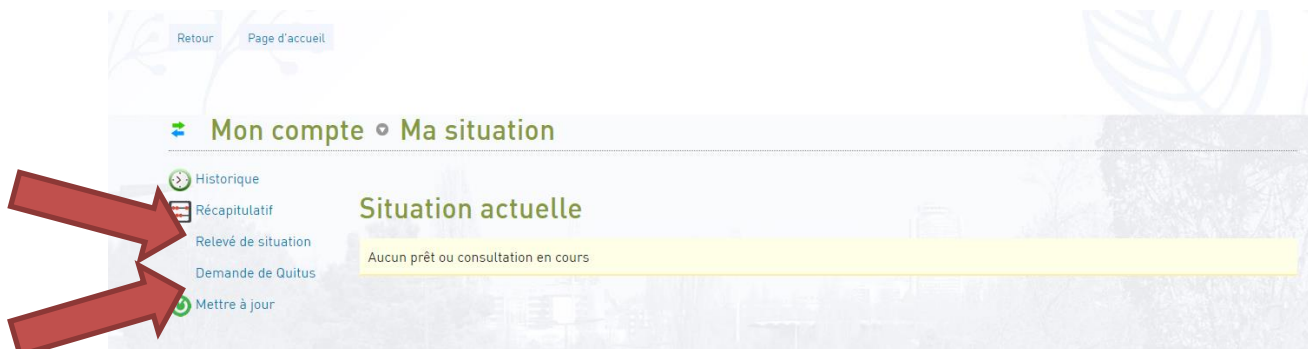 Retour Page d'accueil
Mon compte Ma situation
Historique
Récapitulatif
Relevé de situation
Demande de Quitus
Mettre à jour
Situation actuelle
Aucun prêt ou consultation en cours